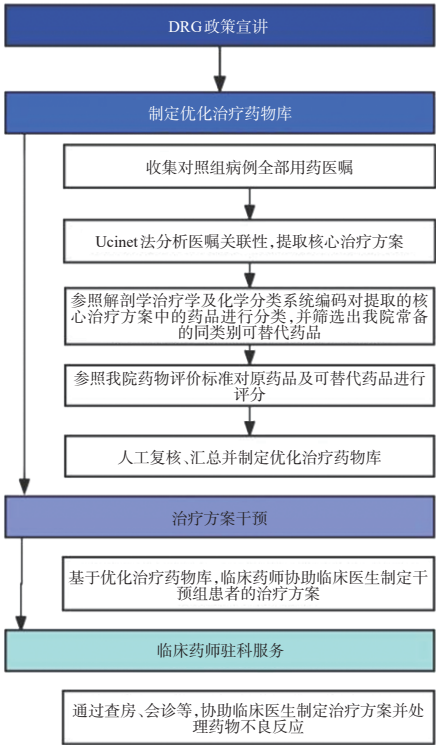 DRG政策宣讲
制定优化治疗药物库
收集对照组病例全部用药医嘱
Ucinet法分析医嘱关联性,提取核心治疗方案
参照解剖学治疗学及化学分类系统编码对提取的核
心治疗方案中的药品进行分类,并筛选出我院常备
的同类别可替代药品
参照我院药物评价标准对原药品及可替代药品进行
评分
人工复核、汇总并制定优化治疗药物库
治疗方案干预
基于优化治疗药物库,临床药师协助临床医生制定干
预组患者的治疗方案
临床药师驻科服务
通过查房、会诊等,协助临床医生制定治疗方案并处
理药物不良反应